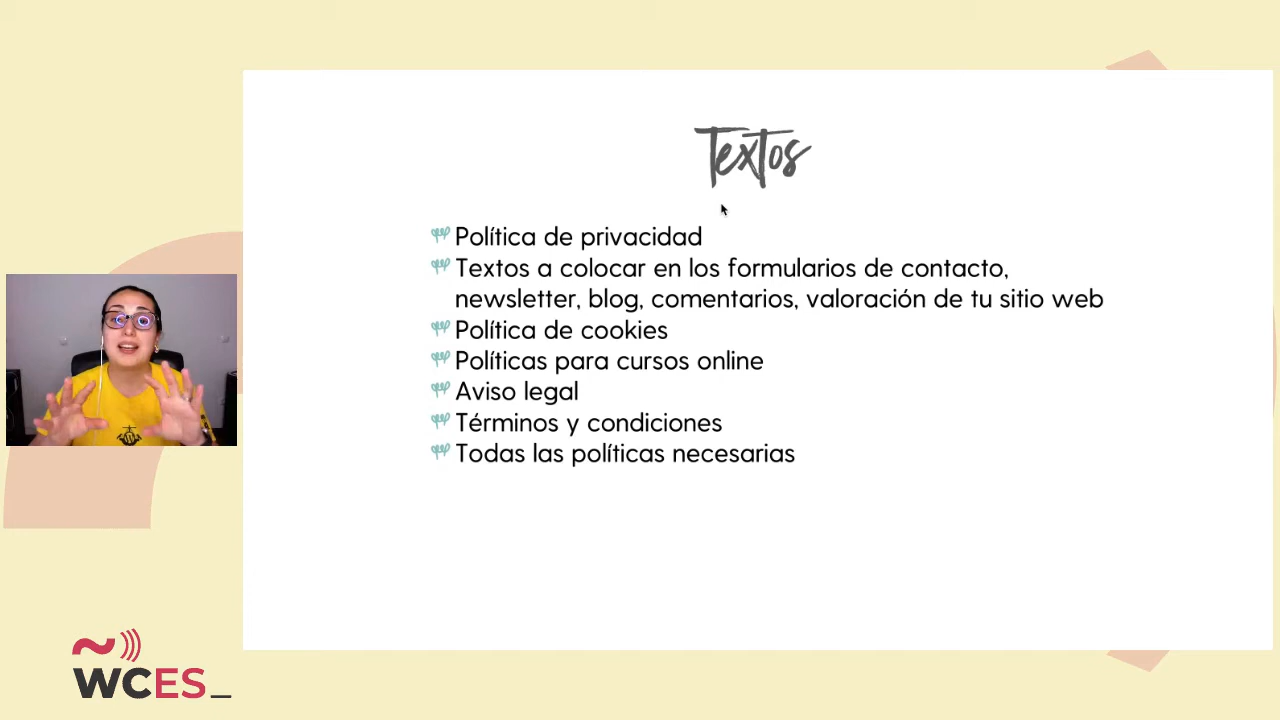 Textos
Política de privacidad
Textos a colocar en los formularios de contacto,
newsletter, blog, comentarios, valoración de tu sitio web
Política de cookies
Políticas para cursos online
Aviso legal
Términos y condiciones
Todas las políticas necesarias
WCES_